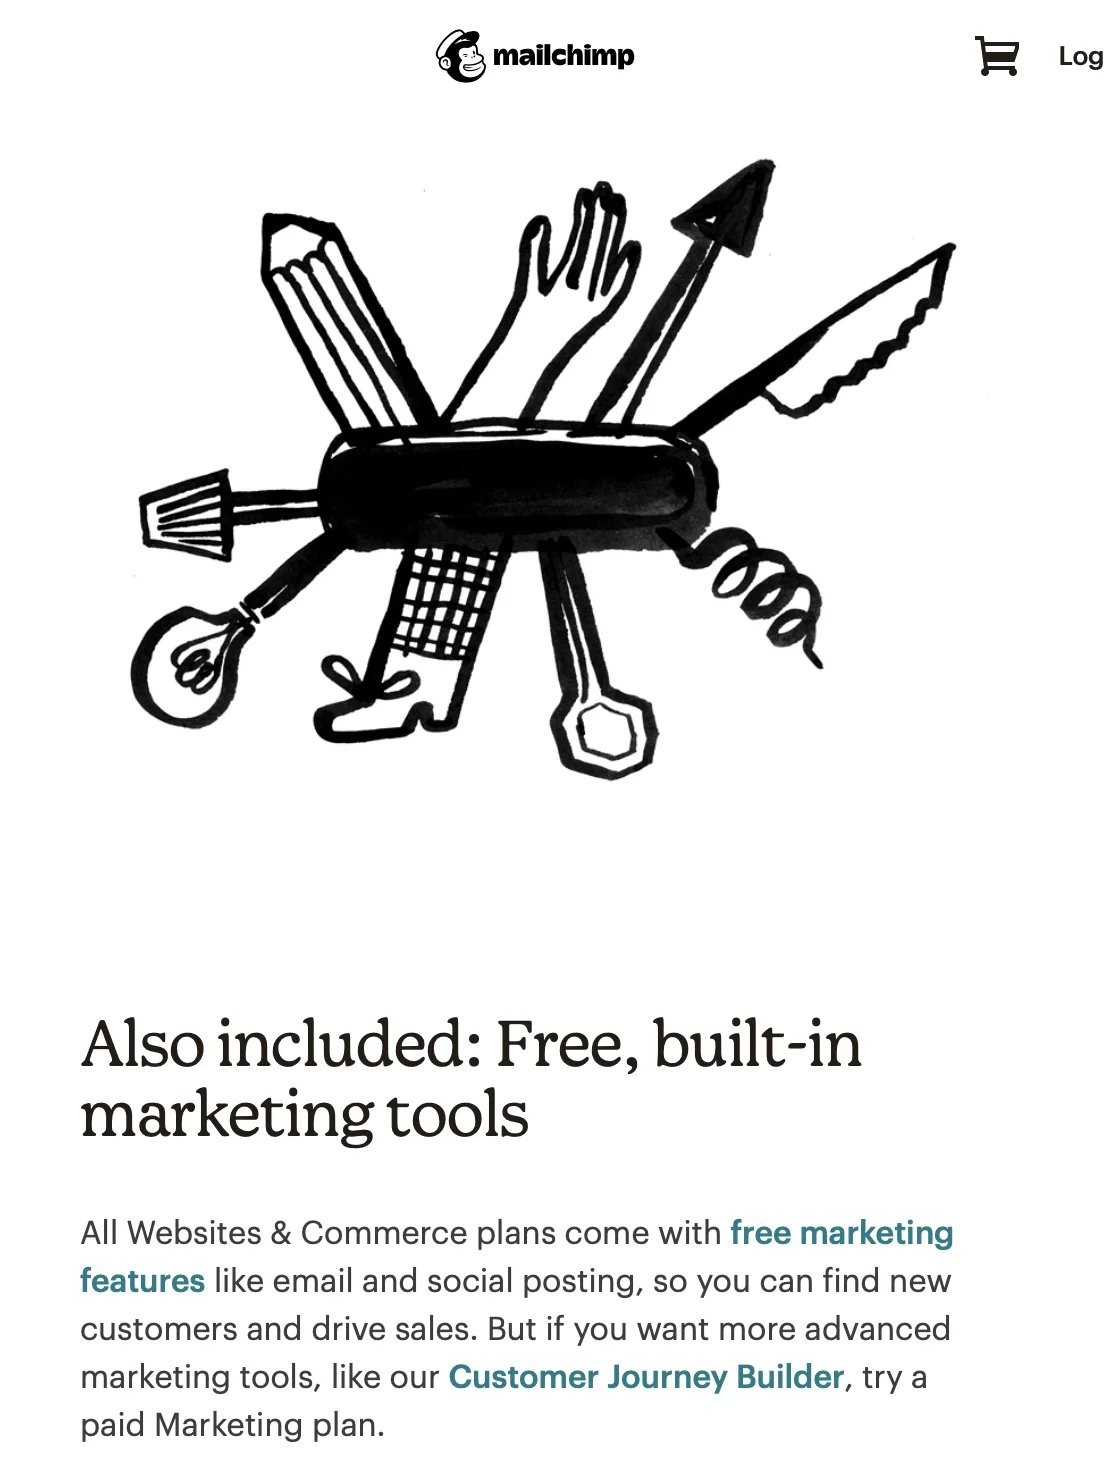 mailchimp
Log
Also included: Free, built-in
marketing tools
All Websites & Commerce plans come with free marketing
features like email and social posting, so you can find new
customers and drive sales. But if you want more advanced
marketing tools, like our Customer Journey Builder, try a
paid Marketing plan.